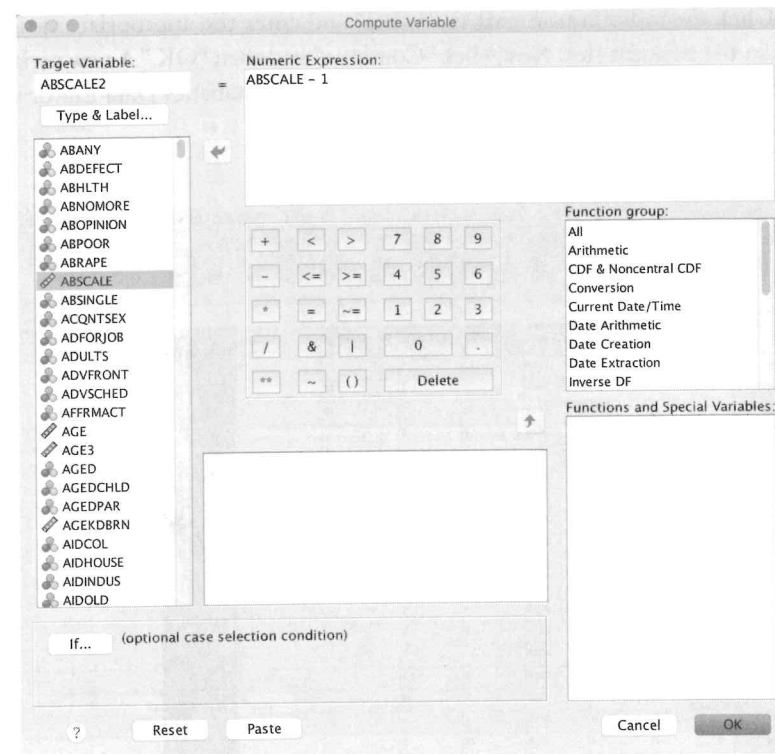 Compute Variable
Target Variable:
ABSCALE2
=
Numeric Expression:
ABSCALE - 1
Type & Label...
ABANY
ABDEFECT
ABHLTH
ABNOMORE
ABOPINION
ABPOOR
ABRAPE
ABSCALE
ABSINGLE
ACQNTSEX
ADFORJOB
ADULTS
ADVFRONT
ADVSCHED
AFFRMACT
AGE
AGE3
AGED
AGEDCHLD
AGEDPAR
AGEKDBRN
AIDCOL
AIDHOUSE
AIDINDUS
AIDOLD
+ < > 7 8 9
- <= >= 4 5 6
* = ~= 1 2 3
/ & | 0 .
** ~ () Delete
Function group:
All
Arithmetic
CDF & Noncentral CDF
Conversion
Current Date/Time
Date Arithmetic
Date Creation
Date Extraction
Inverse DF
Functions and Special Variables:
If... (optional case selection condition)
? Reset Paste Cancel OK